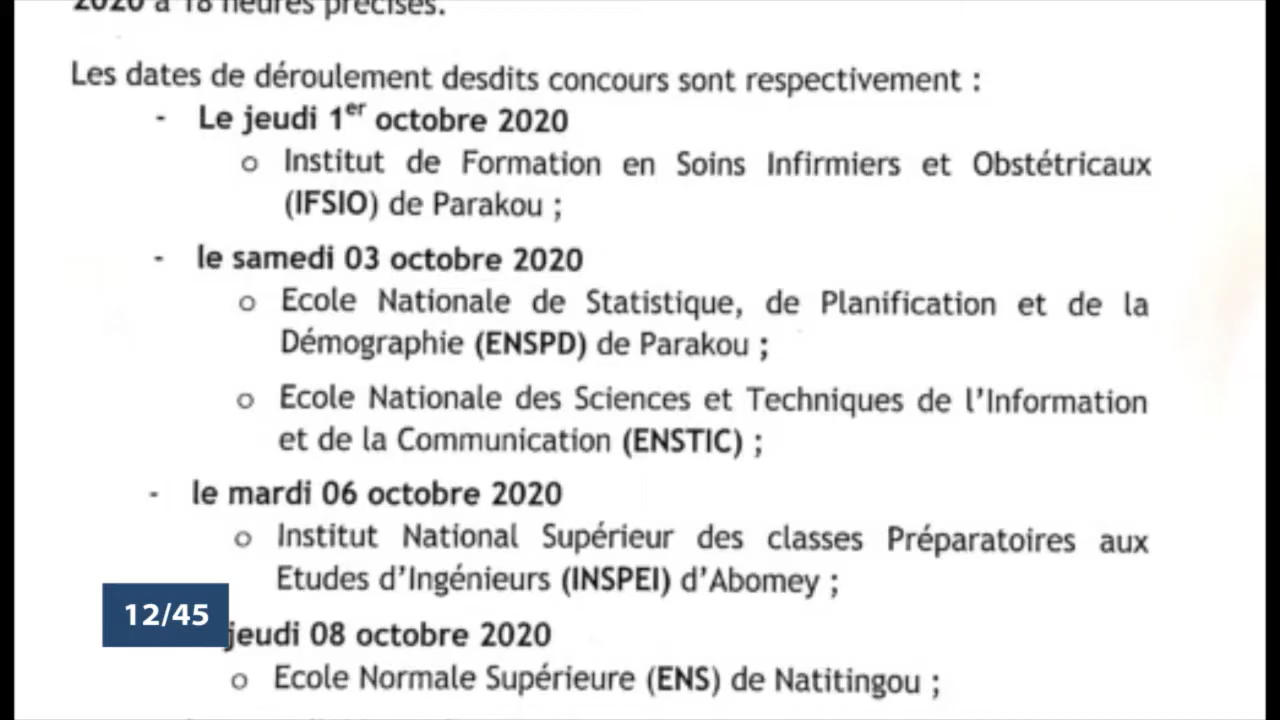 2020 à 18 heures précises.
Les dates de déroulement desdits concours sont respectivement :
- Le jeudi 1er octobre 2020
o Institut de Formation en Soins Infirmiers et Obstétricaux
(IFSIO) de Parakou ;
- le samedi 03 octobre 2020
o Ecole Nationale de Statistique, de Planification et de la
Démographie (ENSPD) de Parakou ;
o Ecole Nationale des Sciences et Techniques de l'Information
et de la Communication (ENSTIC) ;
- le mardi 06 octobre 2020
o Institut National Supérieur des classes Préparatoires aux
Etudes d'Ingénieurs (INSPEI) d'Abomey ;
12/45
jeudi 08 octobre 2020
o Ecole Normale Supérieure (ENS) de Natitingou ;